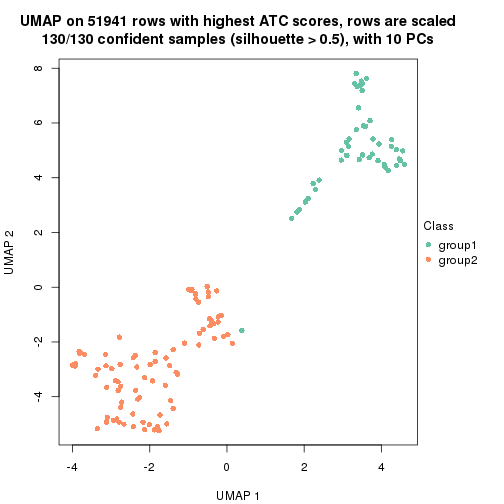 UMAP on 51941 rows with highest ATC scores, rows are scaled
130/130 confident samples (silhouette > 0.5), with 10 PCs
8
6
4
2
0
-2
-4
UMAP 2
-4
-2
0
2
4
UMAP 1
Class
group1
group2